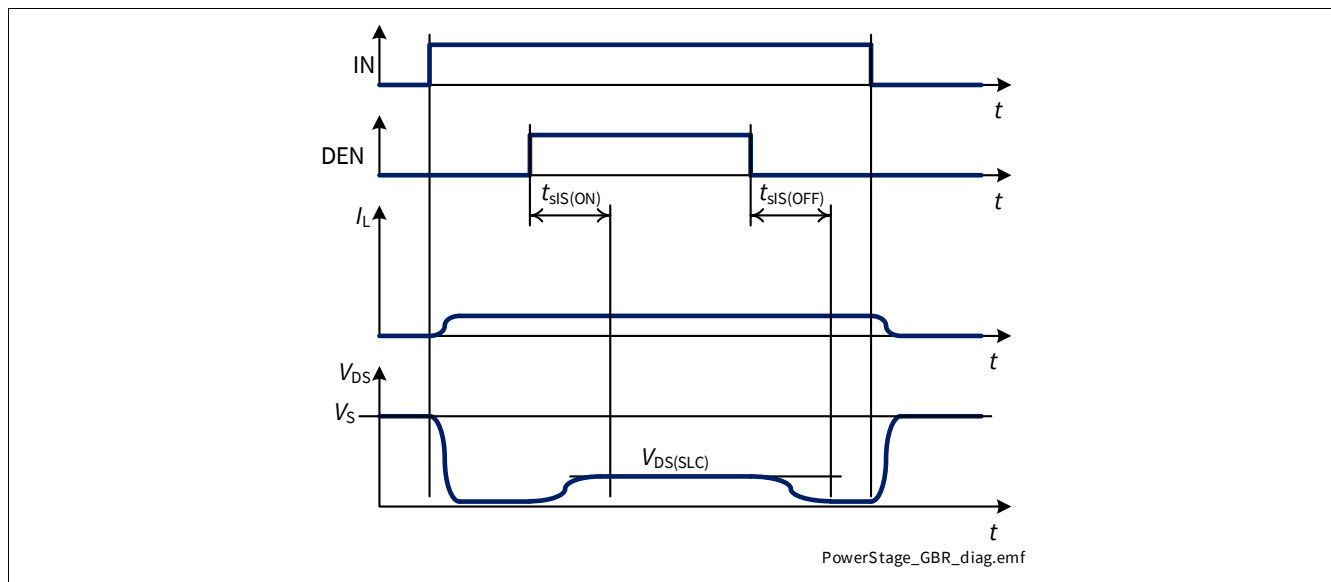 IN
t
DEN
t
tsIS(ON)
tsIS(OFF)
IL
t
VDS
VS
VDS(SLC)
t
PowerStage_GBR_diag.emf